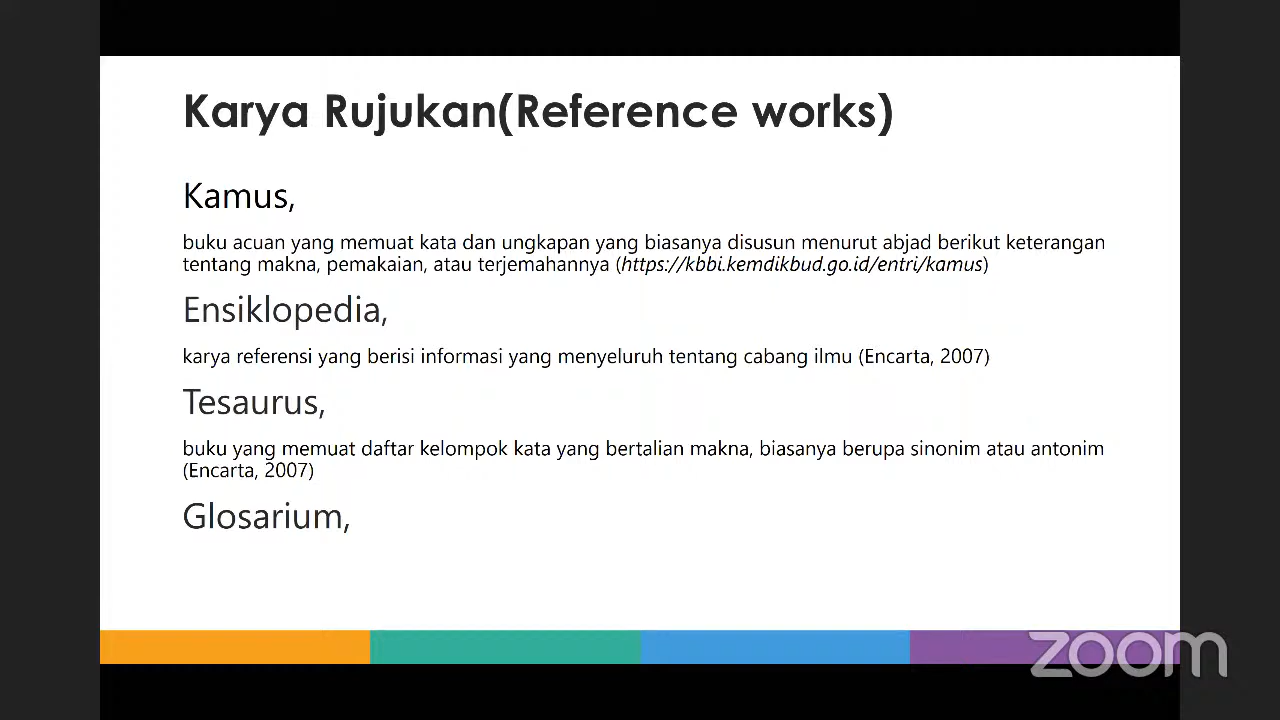 Karya Rujukan(Reference works)
Kamus,
buku acuan yang memuat kata dan ungkapan yang biasanya disusun menurut abjad berikut keterangan
tentang makna, pemakaian, atau terjemahannya (https://kbbi.kemdikbud.go.id/entri/kamus)
Ensiklopedia,
karya referensi yang berisi informasi yang menyeluruh tentang cabang ilmu (Encarta, 2007)
Tesaurus,
buku yang memuat daftar kelompok kata yang bertalian makna, biasanya berupa sinonim atau antonim
(Encarta, 2007)
Glosarium,
zoom